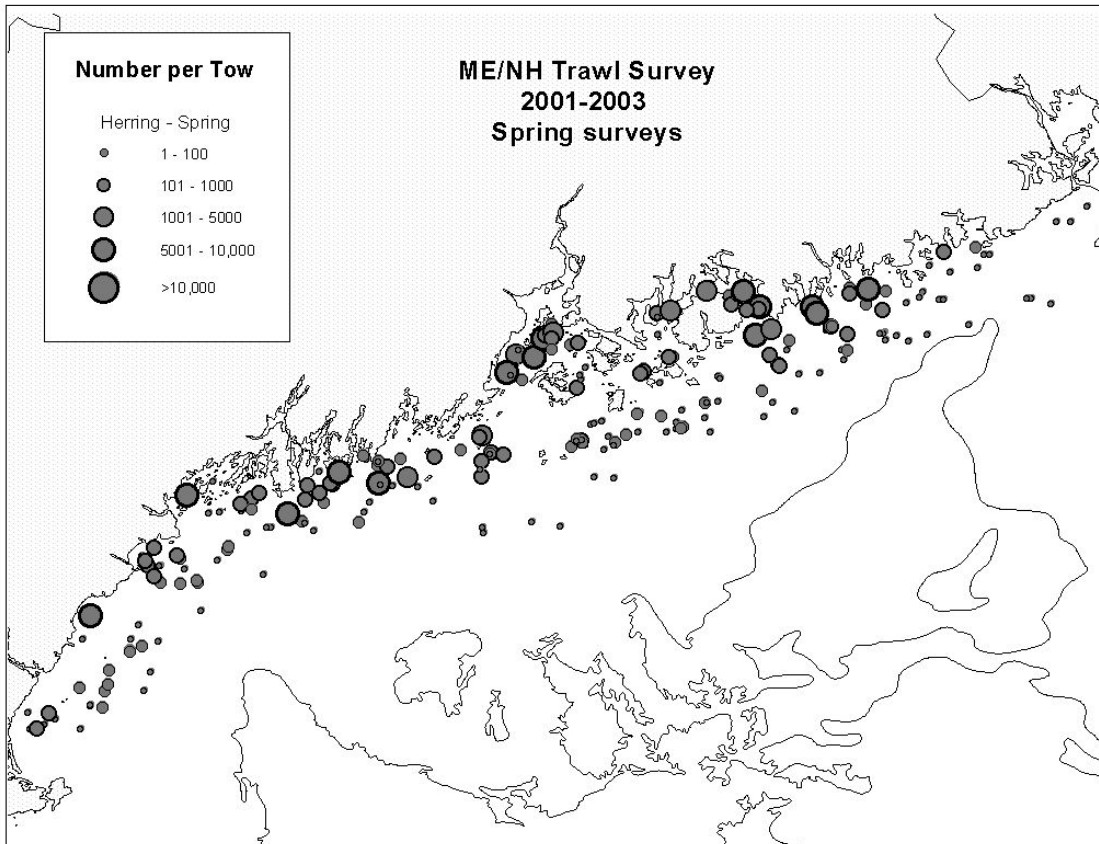 Number per Tow
Herring - Spring
1 - 100
101 - 1000
1001 - 5000
5001 - 10,000
>10,000
ME/NH Trawl Survey
2001-2003
Spring surveys